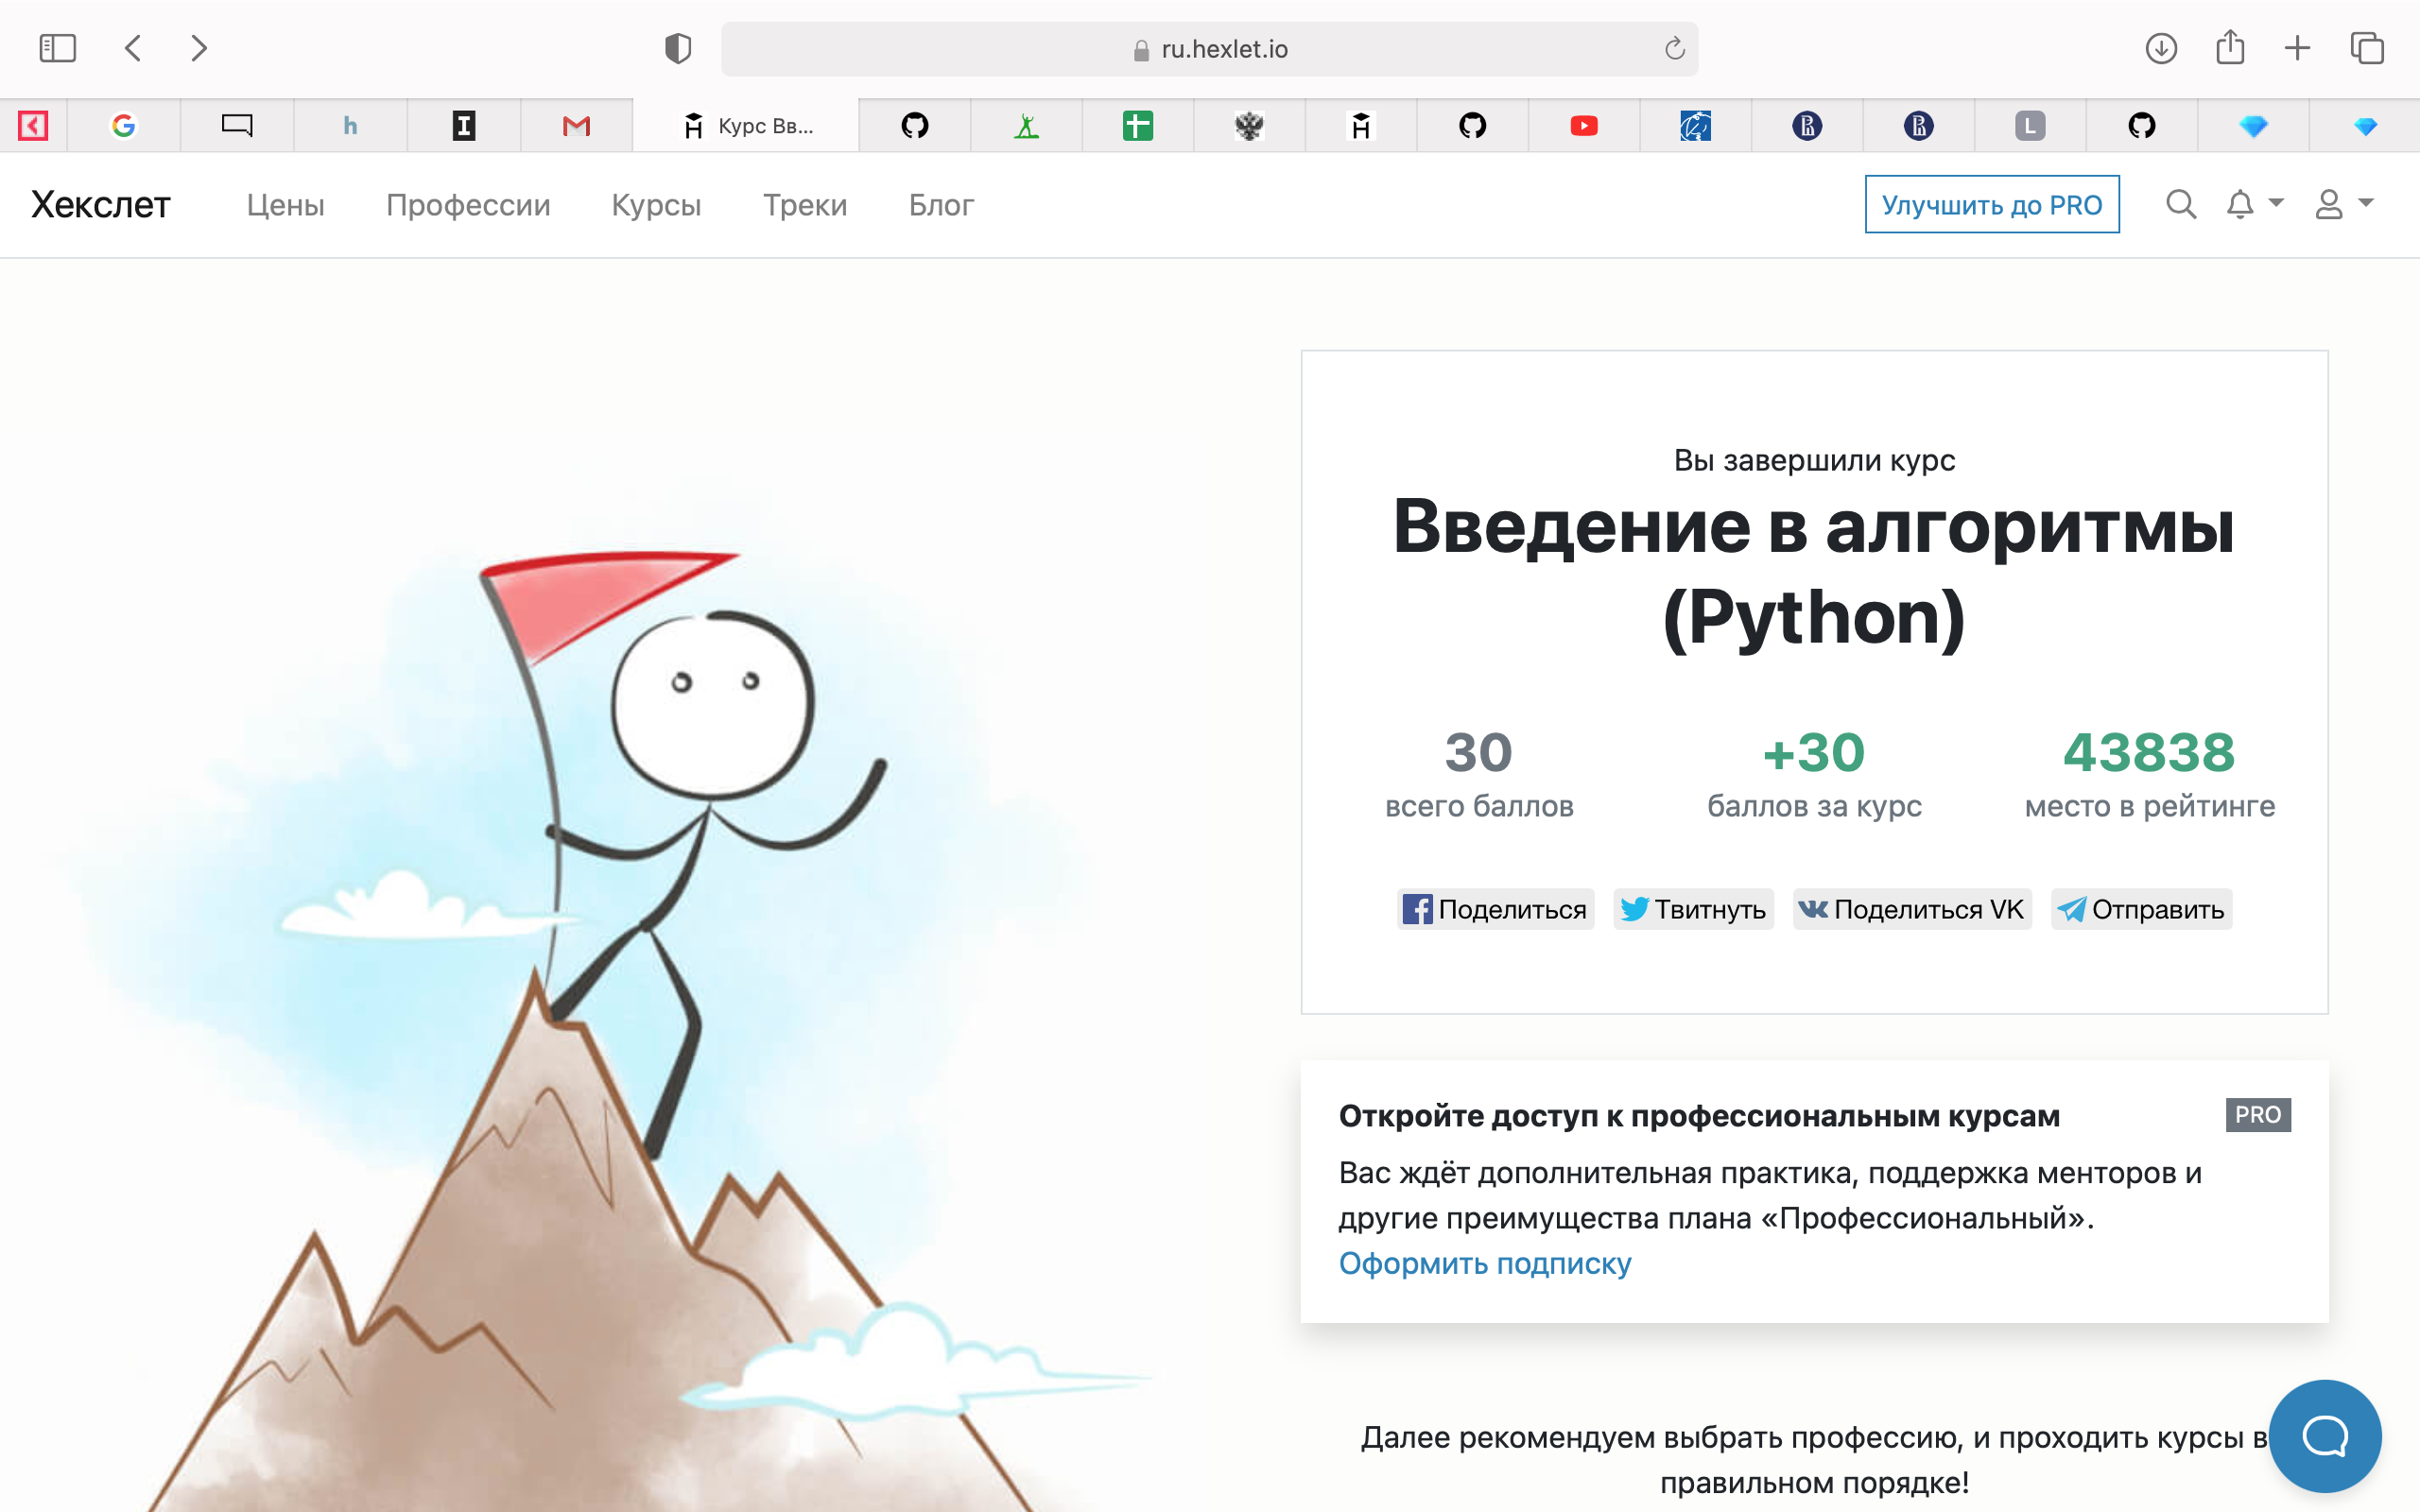 ru.hexlet.io
h
I
Курс Вв...
L
Хекслет
Цены
Профессии
Курсы
Треки
Блог
Улучшить до PRO
Вы завершили курс
Введение в алгоритмы
(Python)
30
+30
43838
всего баллов
баллов за курс
место в рейтинге
Поделиться
Твитнуть
Поделиться VK
Отправить
Откройте доступ к профессиональным курсам
PRO
Вас ждёт дополнительная практика, поддержка менторов и
другие преимущества плана «Профессиональный».
Оформить подписку
Далее рекомендуем выбрать профессию, и проходить курсы в
правильном порядке!